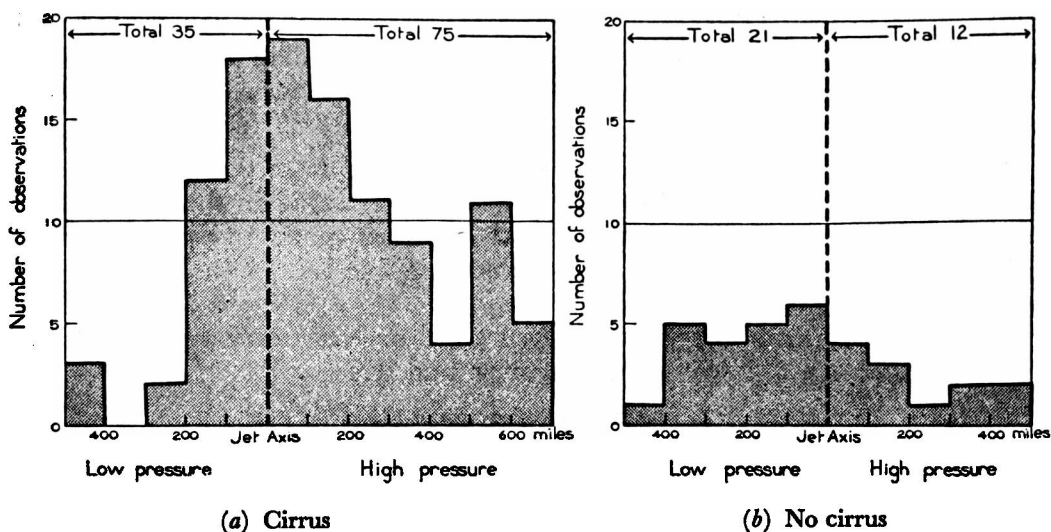 20
Total 35
Total 75
15
10
5
0
Number of observations
400
200
Jet Axis
200
400
600 miles
Low pressure
High pressure
(a) Cirrus
20
Total 21
Total 12
15
10
5
0
Number of observations
400
200
Jet Axis
200
400 miles
Low pressure
High pressure
(b) No cirrus